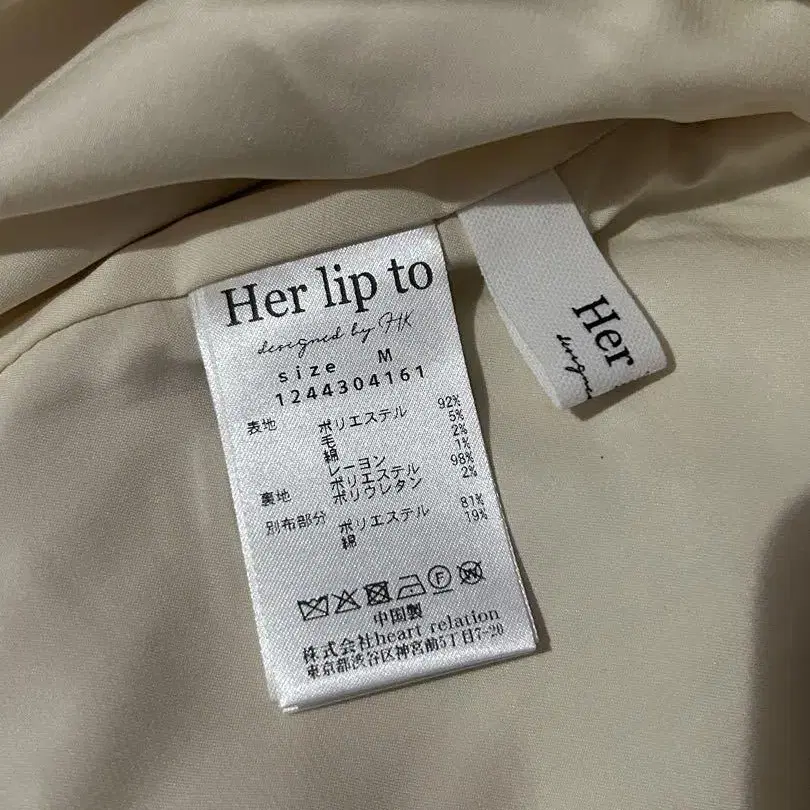 Her lip to
designed by HK
size M
1244304161
表地 ポリエステル 92%
毛 5%
綿 2%
レーヨン 1%
裏地 ポリエステル 98%
ポリウレタン 2%
別布部分 ポリエステル 81%
綿 19%
F W
中国製
株式会社heart relation
東京都渋谷区神宮前5丁目7-20
Her
designed